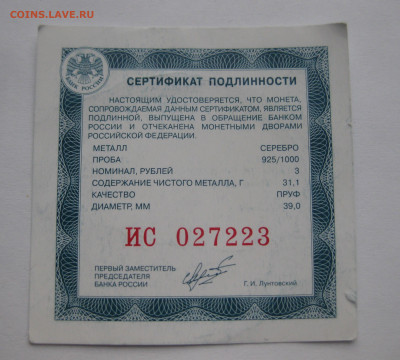 COINS.LAVE.RU
БАНК РОССИИ
СЕРТИФИКАТ ПОДЛИННОСТИ
НАСТОЯЩИМ УДОСТОВЕРЯЕТСЯ, ЧТО МОНЕТА,
СОПРОВОЖДАЕМАЯ ДАННЫМ СЕРТИФИКАТОМ, ЯВЛЯЕТСЯ
ПОДЛИННОЙ, ВЫПУЩЕНА В ОБРАЩЕНИЕ БАНКОМ
РОССИИ И ОТЧЕКАНЕНА МОНЕТНЫМИ ДВОРАМИ
РОССИЙСКОЙ ФЕДЕРАЦИИ.
МЕТАЛЛ СЕРЕБРО
ПРОБА 925/1000
НОМИНАЛ, РУБЛЕЙ 3
СОДЕРЖАНИЕ ЧИСТОГО МЕТАЛЛА, Г 31,1
КАЧЕСТВО ПРУФ
ДИАМЕТР, ММ 39,0
ИС 027223
ПЕРВЫЙ ЗАМЕСТИТЕЛЬ
ПРЕДСЕДАТЕЛЯ
БАНКА РОССИИ Г. И. Лунтовский